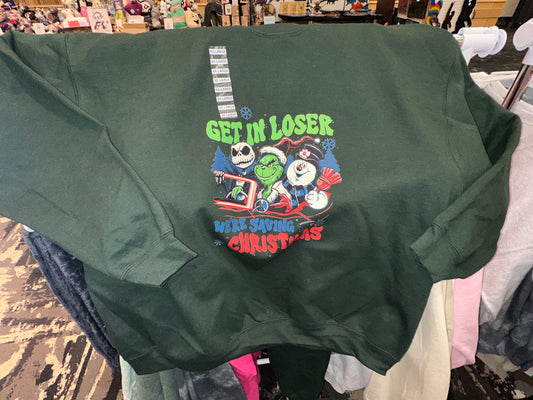 GET IN LOSER
WE'RE SAVING
CHRISTMAS